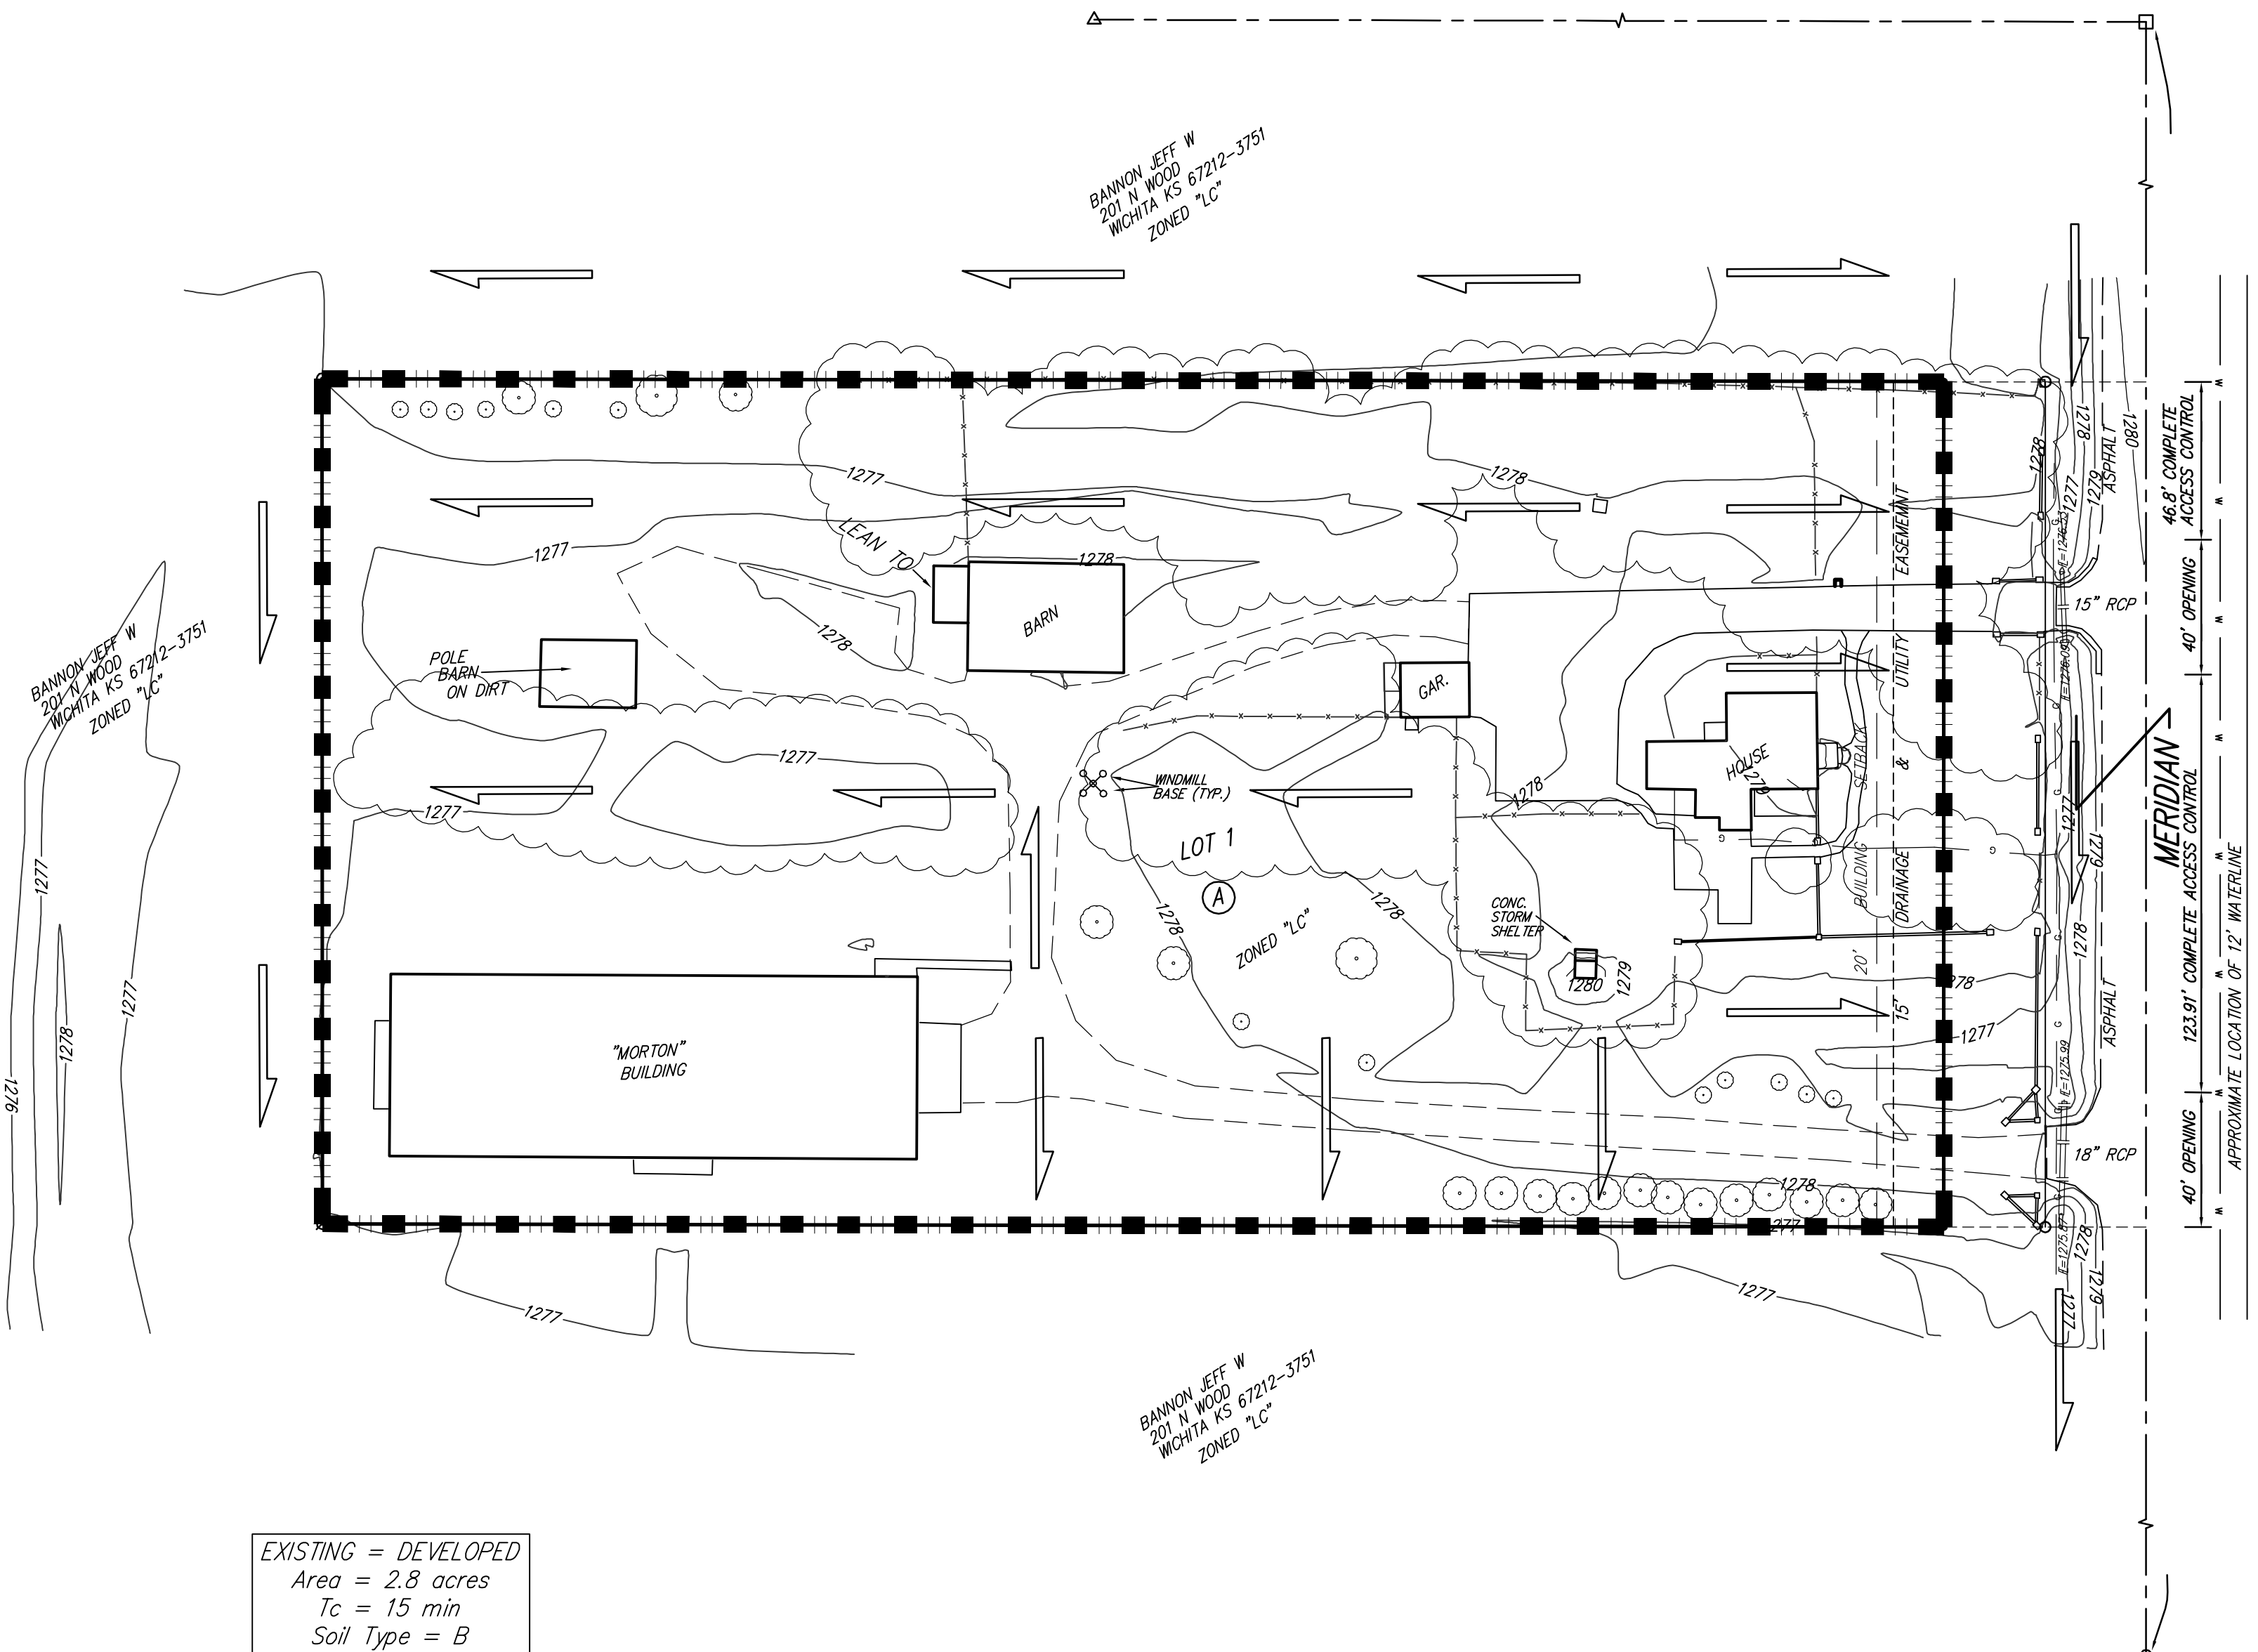 BANNON JEFF W
201 N WOOD
WICHITA KS 67212-3751
ZONED "LC"
BANNON JEFF W
201 N WOOD
WICHITA KS 67212-3751
ZONED "LC"
BANNON JEFF W
201 N WOOD
WICHITA KS 67212-3751
ZONED "LC"
1277
1278
1277
1278
LEAN TO
1278
BARN
1278
POLE
BARN
ON DIRT
GAR.
HOUSE
1279
1277
1277
WINDMILL
BASE (TYP.)
1278
LOT 1
A
ZONED "LC"
1278
1278
CONC.
STORM
SHELTER
1280
1279
"MORTON"
BUILDING
1278
1277
1278
1277
1277
1277
1276
1277
1278
1277
15' DRAINAGE & UTILITY EASEMEMNT
20' BUILDING SETBACK
1278
1277
1278
1279
ASPHALT
1280
15" RCP
1277
1279
1278
ASPHALT
18" RCP
1278
1279
1277
G
G
G
G
G
G
MERIDIAN
46.8' COMPLETE
ACCESS CONTROL
40' OPENING
123.91' COMPLETE ACCESS CONTROL
40' OPENING
W
W
W
W
W
W
W
W
APPROXIMATE LOCATION OF 12' WATERLINE
EXISTING = DEVELOPED
Area = 2.8 acres
Tc = 15 min
Soil Type = B